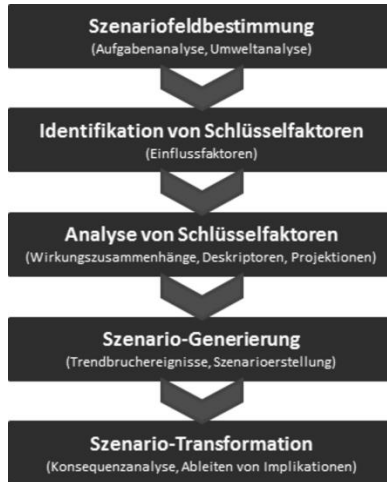 Szenariofeldbestimmung
(Aufgabenanalyse, Umweltanalyse)
Identifikation von Schlüsselfaktoren
(Einflussfaktoren)
Analyse von Schlüsselfaktoren
(Wirkungszusammenhänge, Deskriptoren, Projektionen)
Szenario-Generierung
(Trendbruchereignisse, Szenarioerstellung)
Szenario-Transformation
(Konsequenzanalyse, Ableiten von Implikationen)